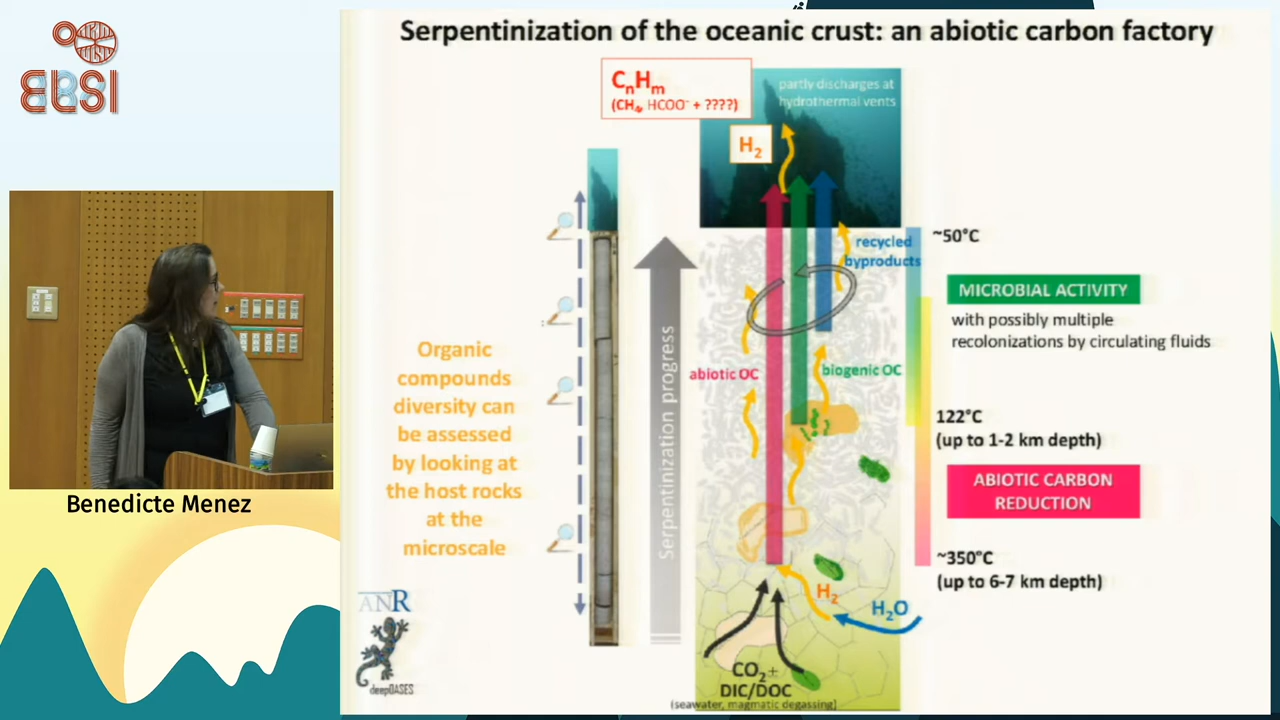 Serpentinization of the oceanic crust: an abiotic carbon factory
ELSI
CnHm
(CH4, HCOO⁻ + ????)
partly discharges at
hydrothermal vents
H2
~50°C
recycled
byproducts
MICROBIAL ACTIVITY
with possibly multiple
recolonizations by circulating fluids
Organic
compounds
diversity can
be assessed
by looking at
the host rocks
at the
microscale
Serpentinization progress
abiotic OC
biogenic OC
122°C
(up to 1-2 km depth)
ABIOTIC CARBON
REDUCTION
~350°C
(up to 6-7 km depth)
H2
H2O
CO2+
DIC/DOC
(seawater, magmatic degassing)
Benedicte Menez
ANR
deepOASES